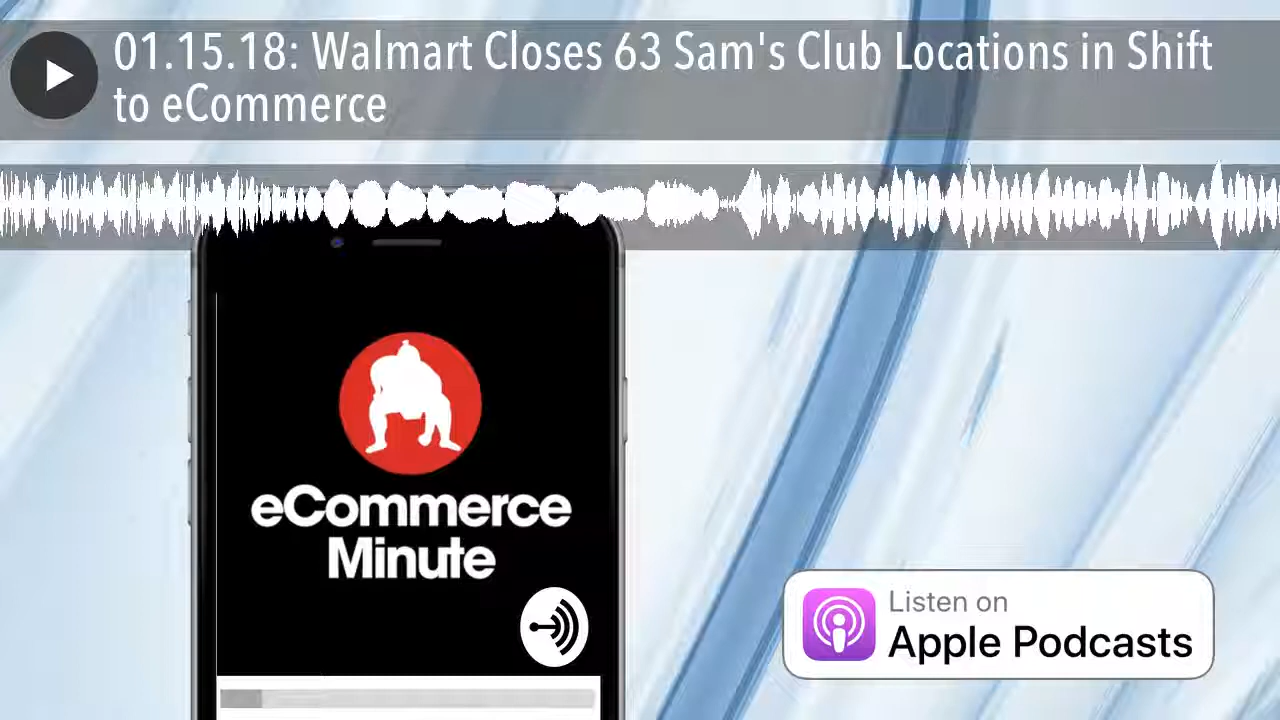 01.15.18: Walmart Closes 63 Sam's Club Locations in Shift
to eCommerce
eCommerce
Minute
Listen on
Apple Podcasts